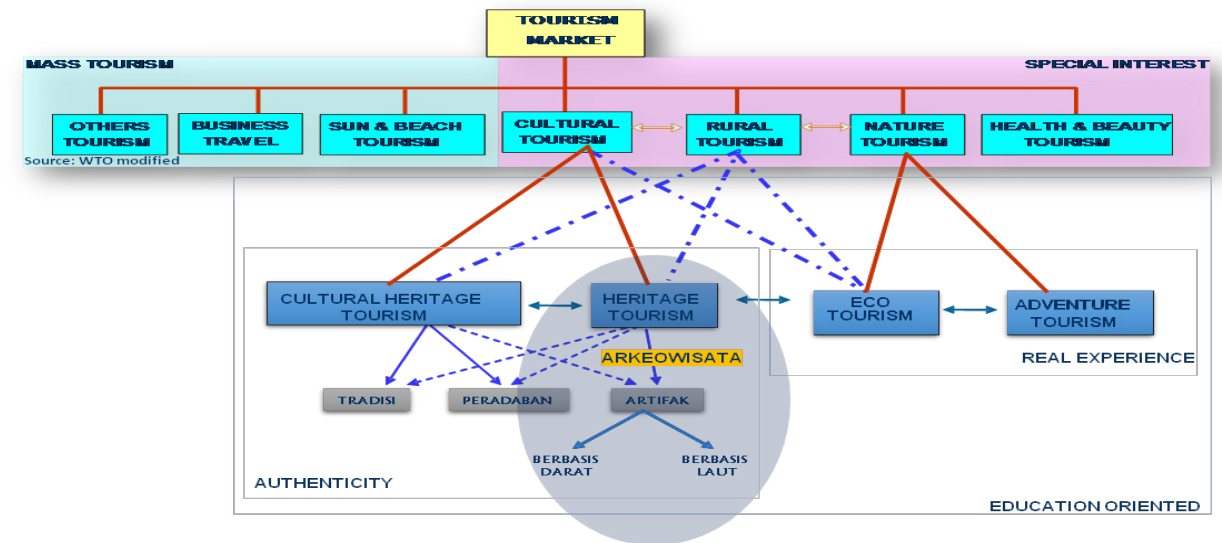 TOURISM
MARKET
MASS TOURISM
SPECIAL INTEREST
OTHERS
TOURISM
BUSINESS
TRAVEL
SUN & BEACH
TOURISM
CULTURAL
TOURISM
RURAL
TOURISM
NATURE
TOURISM
HEALTH & BEAUTY
TOURISM
Source: WTO modified
CULTURAL HERITAGE
TOURISM
HERITAGE
TOURISM
ECO
TOURISM
ADVENTURE
TOURISM
ARKEOWISATA
REAL EXPERIENCE
TRADISI
PERADABAN
ARTIFAK
BERBASIS
DARAT
BERBASIS
LAUT
AUTHENTICITY
EDUCATION ORIENTED